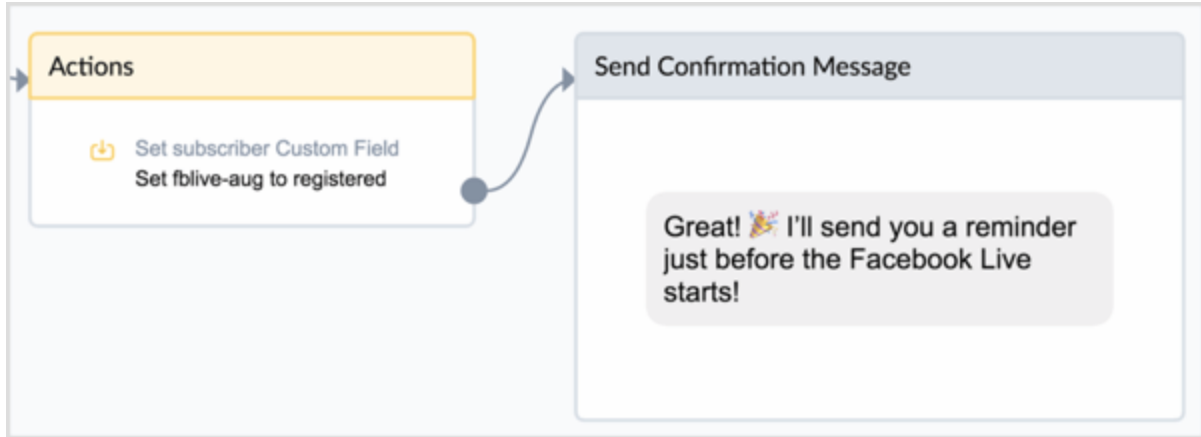 Actions
Set subscriber Custom Field
Set fblive-aug to registered
Send Confirmation Message
Great! 🎉 I'll send you a reminder
just before the Facebook Live
starts!